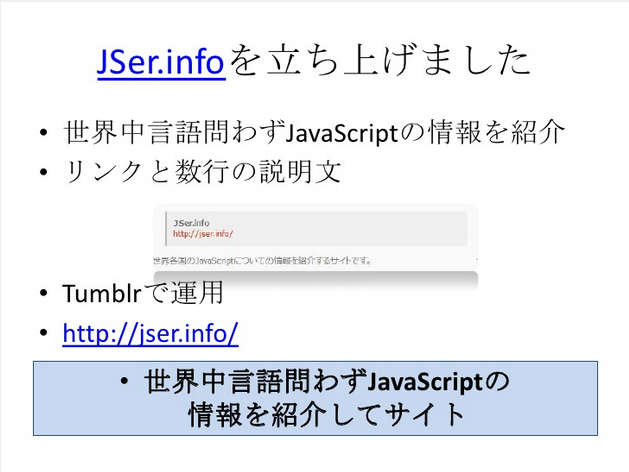 JSer.infoを立ち上げました
• 世界中言語問わずJavaScriptの情報を紹介
• リンクと数行の説明文
JSer.info
http://jser.info/
世界各国のJavaScriptについての情報を紹介するサイトです。
• Tumblrで運用
• http://jser.info/
• 世界中言語問わずJavaScriptの
情報を紹介してサイト